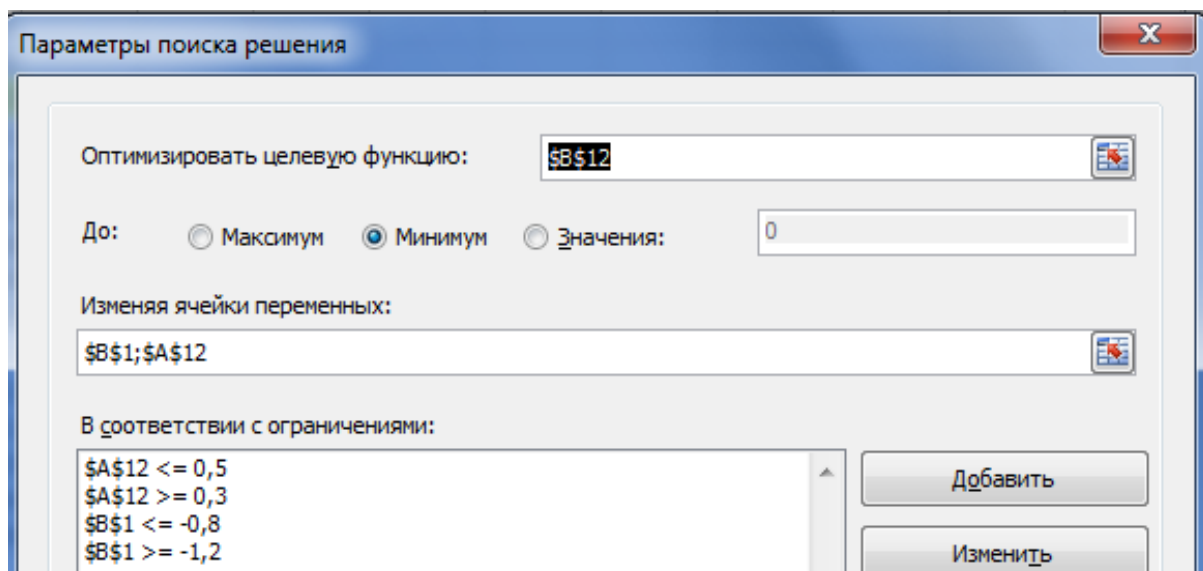 Параметры поиска решения
Оптимизировать целевую функцию: $B$12
До: Максимум Минимум Значения: 0
Изменяя ячейки переменных:
$B$1;$A$12
В соответствии с ограничениями:
$A$12 <= 0,5
$A$12 >= 0,3
$B$1 <= -0,8
$B$1 >= -1,2
Добавить
Изменить